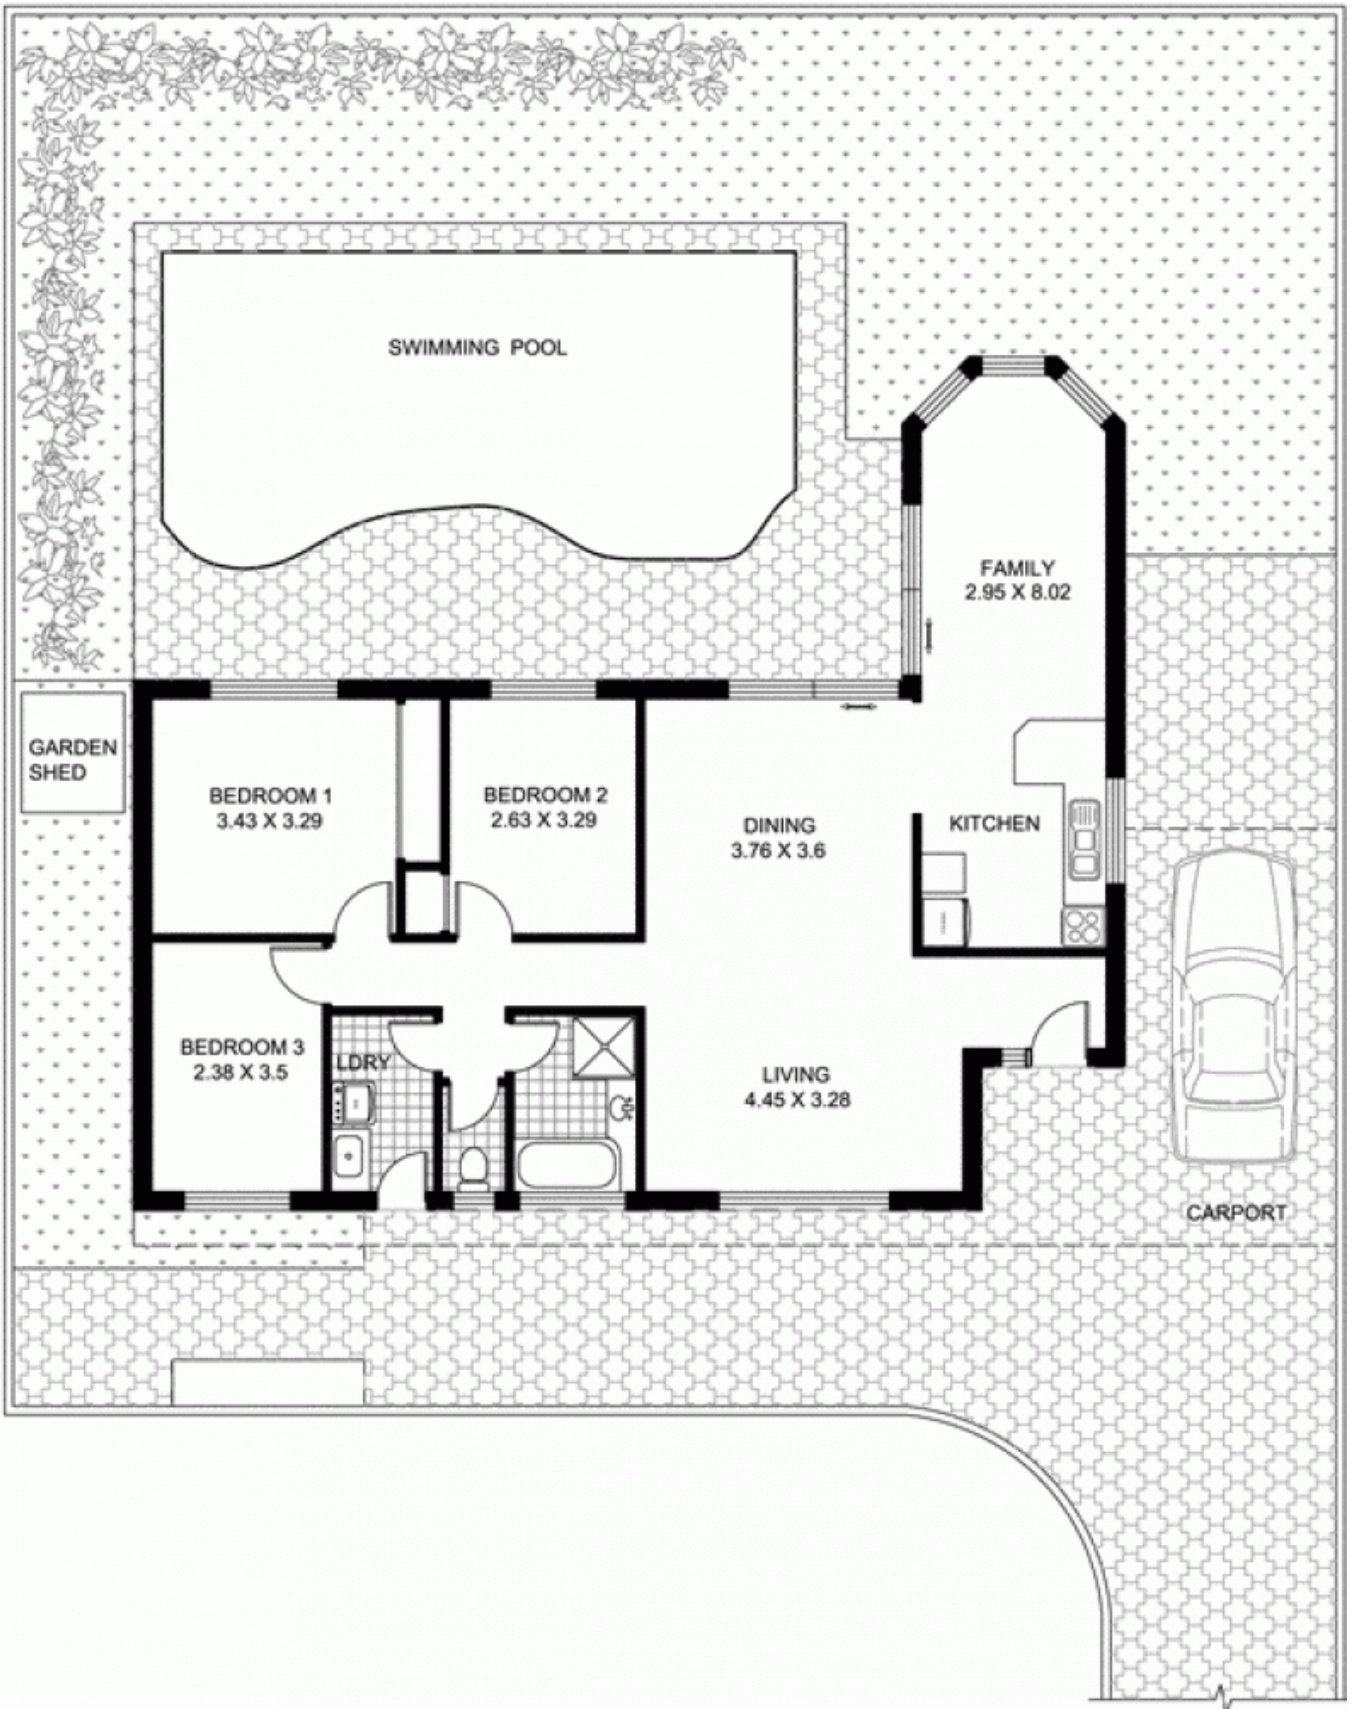 SWIMMING POOL
FAMILY
2.95 X 8.02
GARDEN
SHED
BEDROOM 1
3.43 X 3.29
BEDROOM 2
2.63 X 3.29
DINING
3.76 X 3.6
KITCHEN
BEDROOM 3
2.38 X 3.5
LDRY
LIVING
4.45 X 3.28
CARPORT